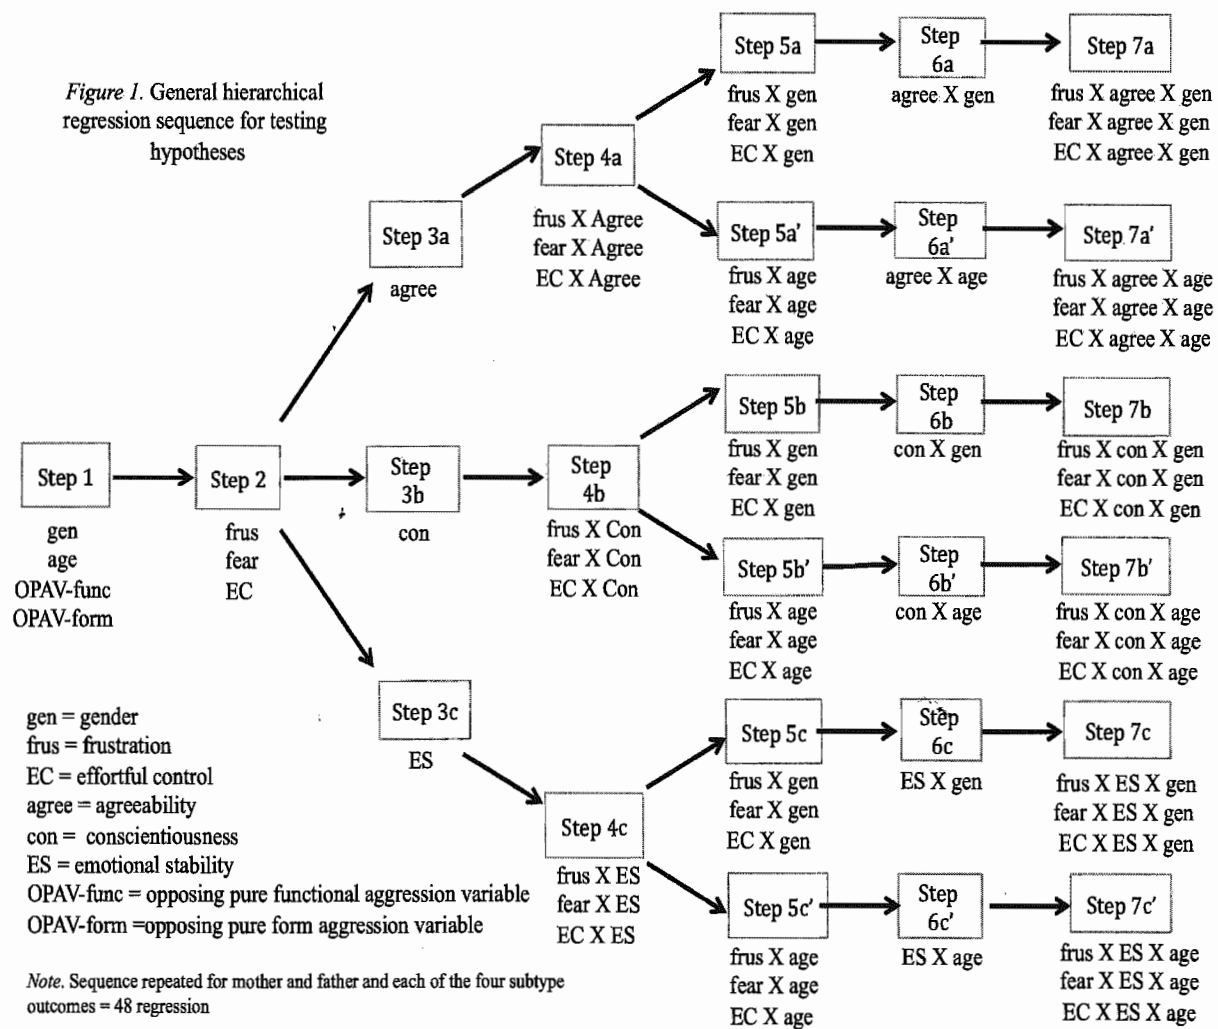 Figure 1. General hierarchical
regression sequence for testing
hypotheses
Step 1
gen
age
OPAV-func
OPAV-form
Step 2
frus
fear
EC
Step 3a
agree
Step 4a
frus X Agree
fear X Agree
EC X Agree
Step 5a
frus X gen
fear X gen
EC X gen
Step
6a
agree X gen
Step 7a
frus X agree X gen
fear X agree X gen
EC X agree X gen
Step 5a'
frus X age
fear X age
EC X age
Step
6a'
agree X age
Step 7a'
frus X agree X age
fear X agree X age
EC X agree X age
Step
3b
con
Step
4b
frus X Con
fear X Con
EC X Con
Step 5b
frus X gen
fear X gen
EC X gen
Step
6b
con X gen
Step 7b
frus X con X gen
fear X con X gen
EC X con X gen
Step 5b'
frus X age
fear X age
EC X age
Step
6b'
con X age
Step 7b'
frus X con X age
fear X con X age
EC X con X age
Step 3c
ES
Step 4c
frus X ES
fear X ES
EC X ES
Step 5c
frus X gen
fear X gen
EC X gen
Step
6c
ES X gen
Step 7c
frus X ES X gen
fear X ES X gen
EC X ES X gen
Step 5c'
frus X age
fear X age
EC X age
Step
6c'
ES X age
Step 7c'
frus X ES X age
fear X ES X age
EC X ES X age
gen = gender
frus = frustration
EC = effortful control
agree = agreeability
con = conscientiousness
ES = emotional stability
OPAV-func = opposing pure functional aggression variable
OPAV-form =opposing pure form aggression variable
Note. Sequence repeated for mother and father and each of the four subtype
outcomes = 48 regression